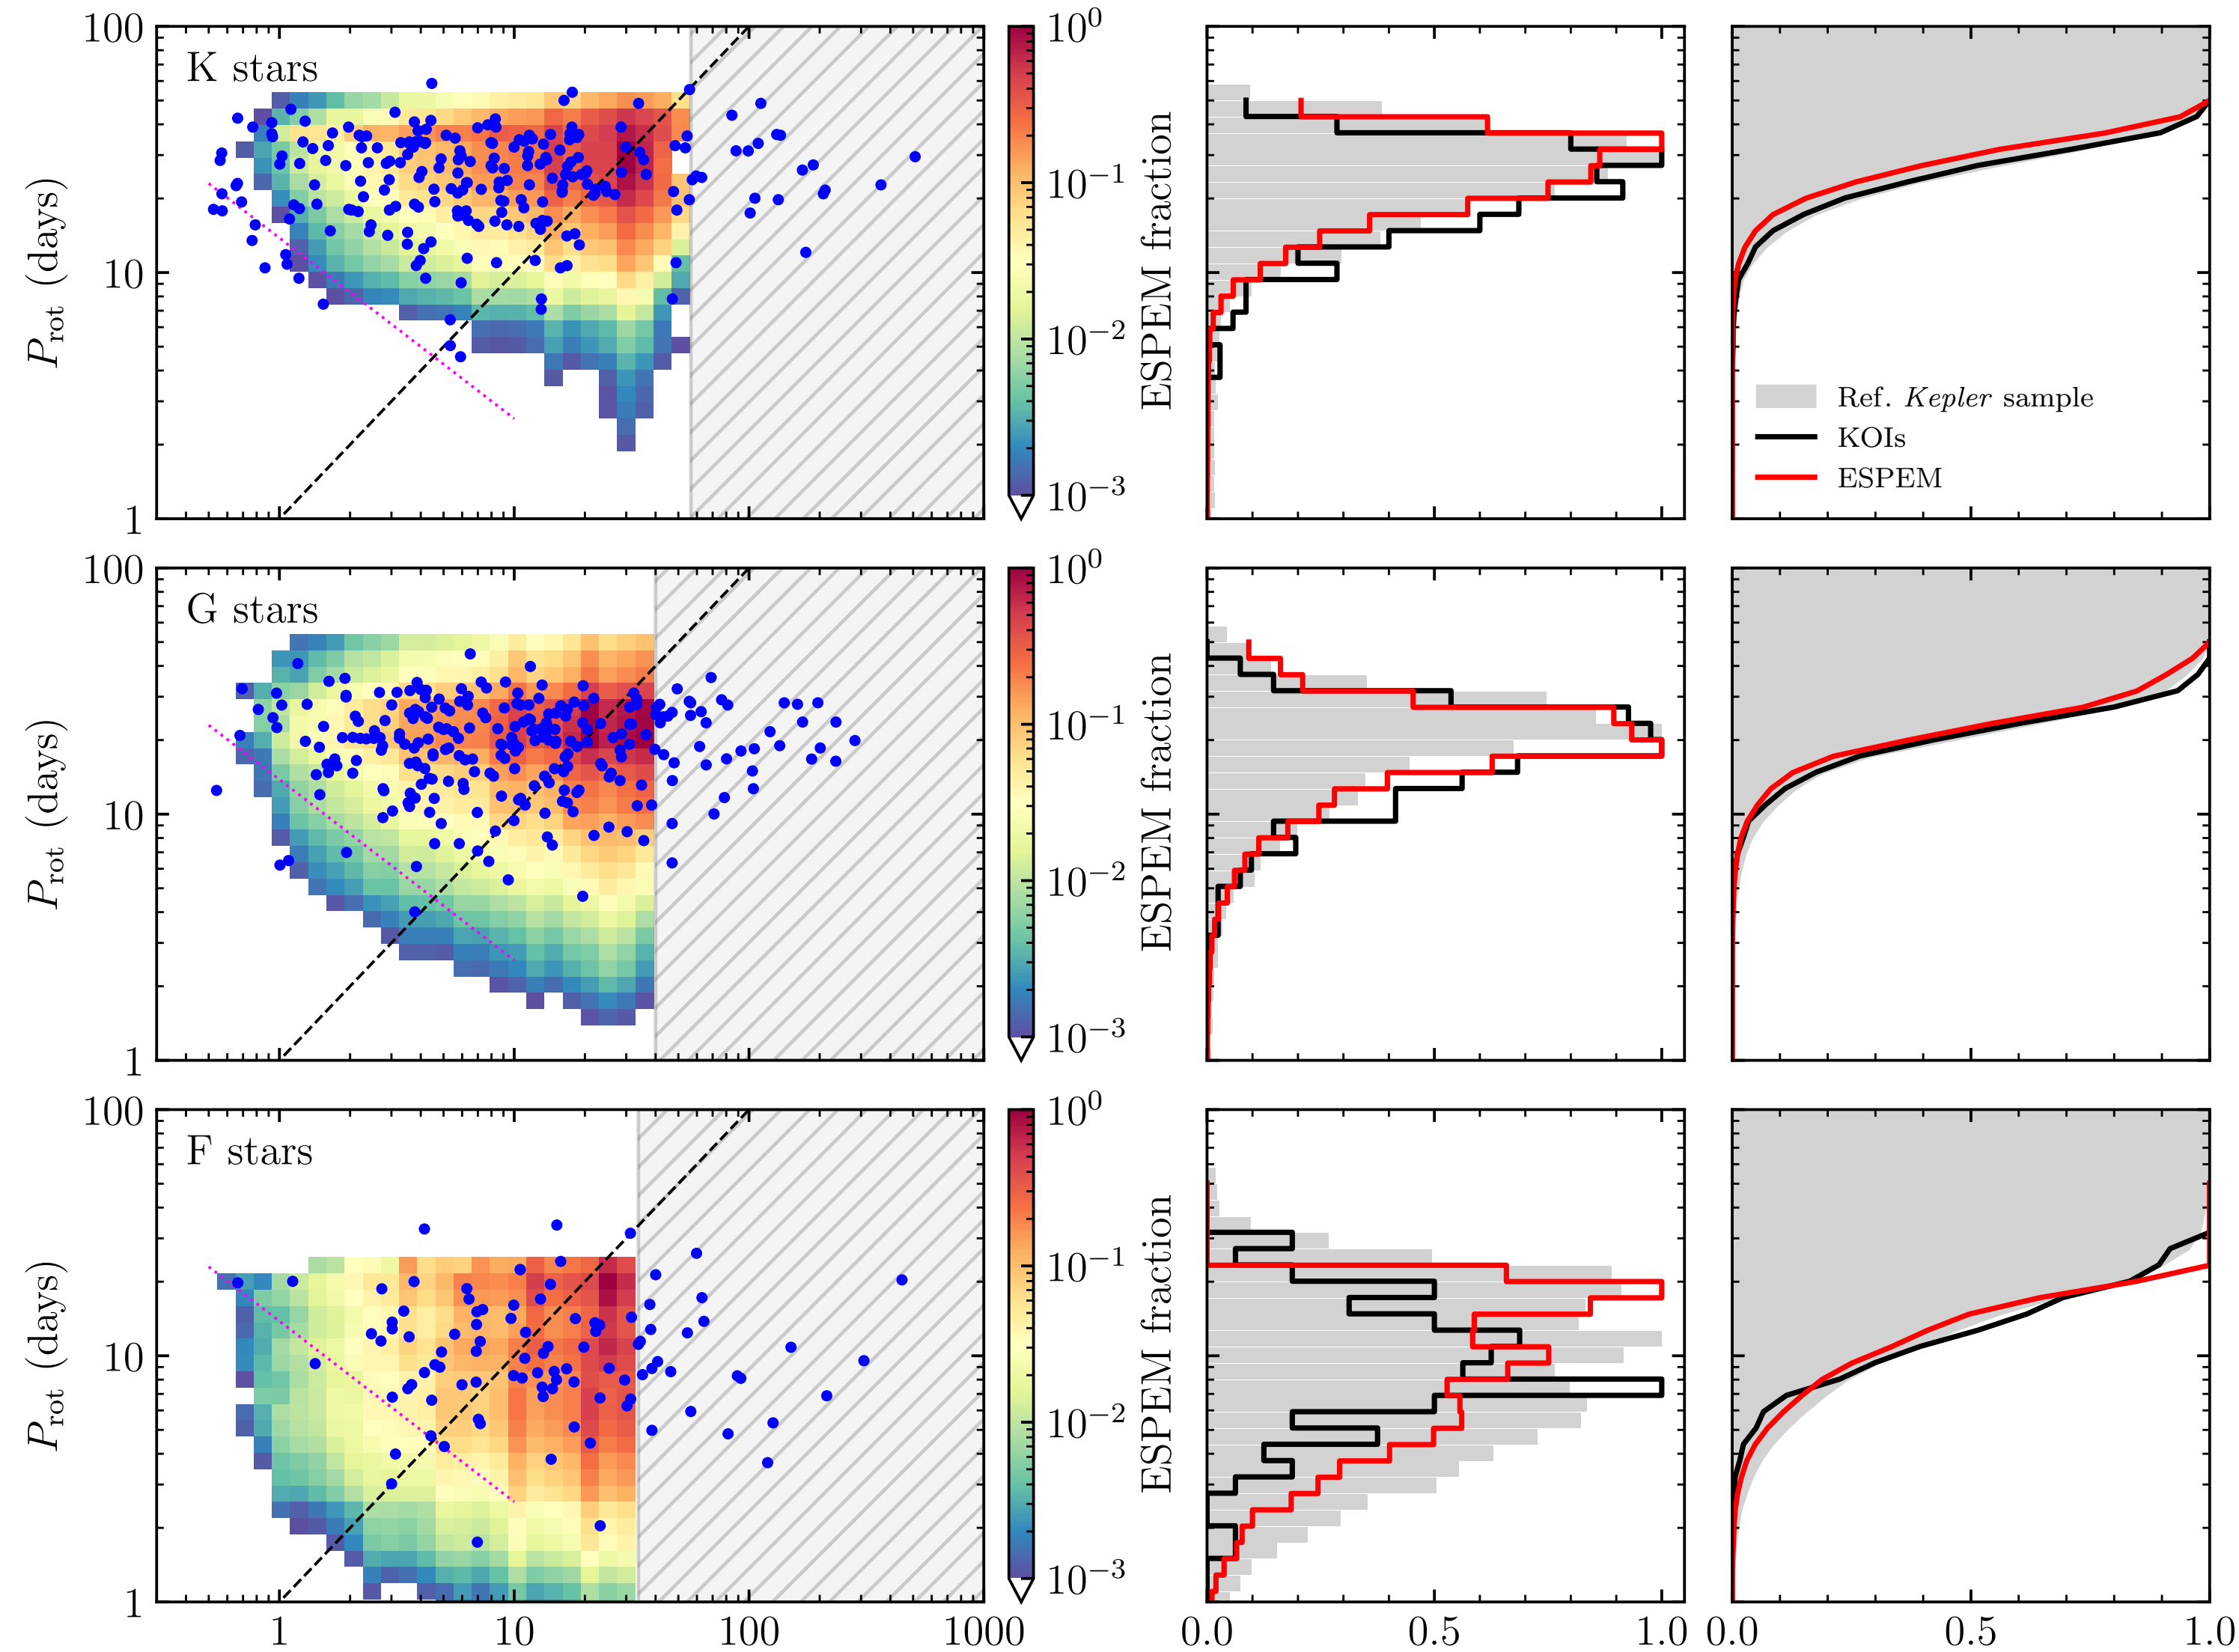 K stars
P_rot (days)
100
10
1
10^0
10^-1
10^-2
10^-3
ESPEM fraction
Ref. Kepler sample
KOIs
ESPEM
G stars
P_rot (days)
100
10
1
10^0
10^-1
10^-2
10^-3
ESPEM fraction
F stars
P_rot (days)
100
10
1
10^0
10^-1
10^-2
10^-3
ESPEM fraction
1 10 100 1000
0.0 0.5 1.0
0.0 0.5 1.0